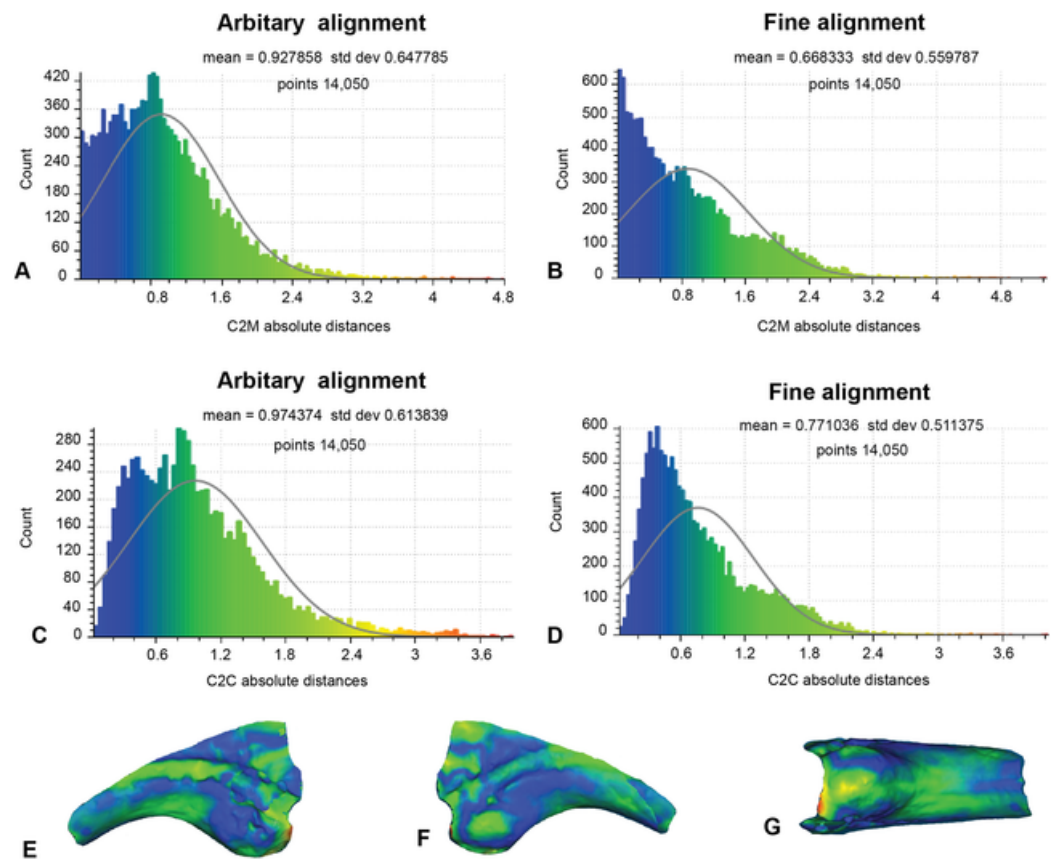 Arbitary alignment
mean = 0.927858 std dev 0.647785
points 14,050
420
360
300
240
180
120
60
0
Count
0.8
1.6
2.4
3.2
4
4.8
C2M absolute distances
A
Fine alignment
mean = 0.668333 std dev 0.559787
points 14,050
600
500
400
300
200
100
0
Count
0.8
1.6
2.4
3.2
4
4.8
C2M absolute distances
B
Arbitary alignment
mean = 0.974374 std dev 0.613839
points 14,050
280
240
200
160
120
80
40
0
Count
0.6
1.2
1.8
2.4
3
3.6
C2C absolute distances
C
Fine alignment
mean = 0.771036 std dev 0.511375
points 14,050
600
500
400
300
200
100
0
Count
0.6
1.2
1.8
2.4
3
3.6
C2C absolute distances
D
E
F
G